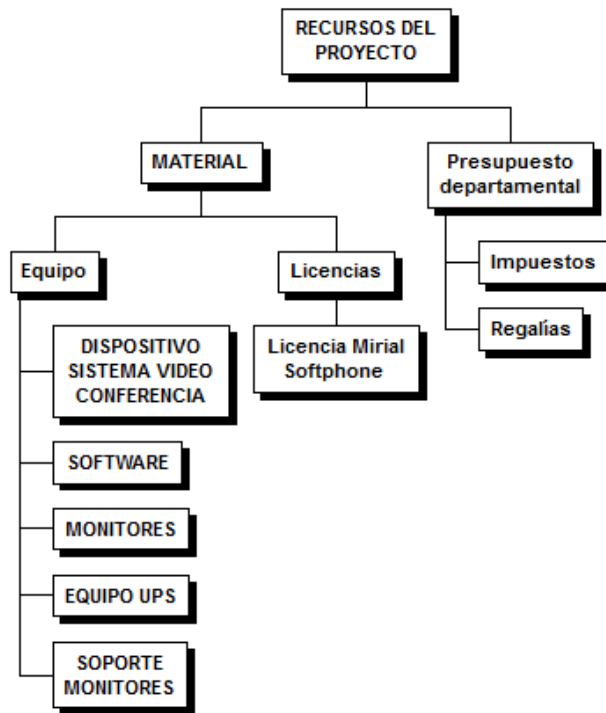 RECURSOS DEL
PROYECTO
MATERIAL
Presupuesto
departamental
Equipo
Licencias
Impuestos
Regalías
DISPOSITIVO
SISTEMA VIDEO
CONFERENCIA
Licencia Mirial
Softphone
SOFTWARE
MONITORES
EQUIPO UPS
SOPORTE
MONITORES